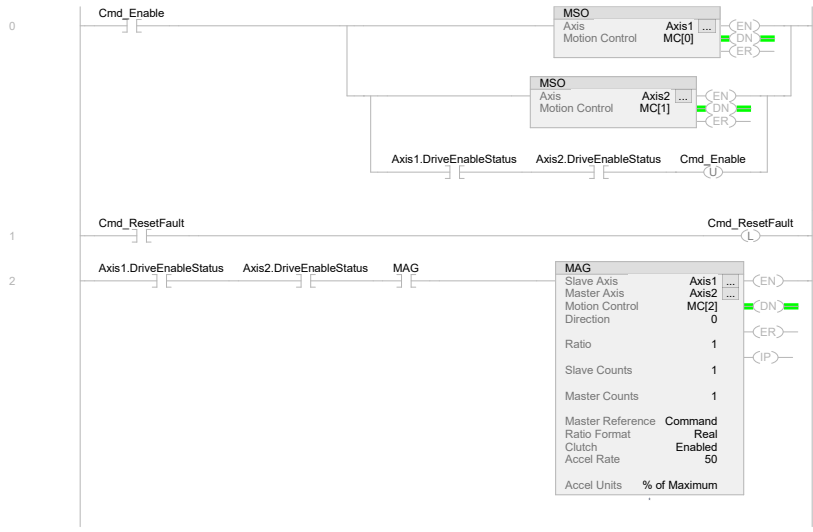 Cmd_Enable
0
MSO
Axis Axis1 ...
Motion Control MC[0]
EN
DN
ER
MSO
Axis Axis2 ...
Motion Control MC[1]
EN
DN
ER
Axis1.DriveEnableStatus Axis2.DriveEnableStatus Cmd_Enable
U
Cmd_ResetFault Cmd_ResetFault
1
L
Axis1.DriveEnableStatus Axis2.DriveEnableStatus MAG
2
MAG
Slave Axis Axis1 ...
Master Axis Axis2 ...
Motion Control MC[2]
Direction 0
Ratio 1
Slave Counts 1
Master Counts 1
Master Reference Command
Ratio Format Real
Clutch Enabled
Accel Rate 50
Accel Units % of Maximum
EN
DN
ER
IP